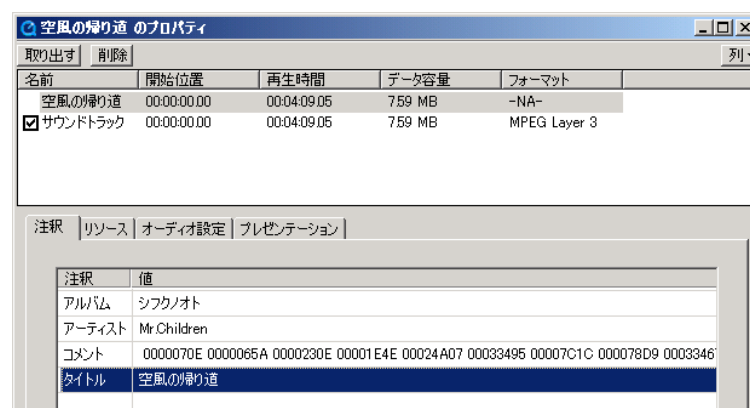 空風の帰り道 のプロパティ
取り出す 削除 列
名前 開始位置 再生時間 データ容量 フォーマット
空風の帰り道 00:00:00.00 00:04:09.05 7.59 MB -NA-
サウンドトラック 00:00:00.00 00:04:09.05 7.59 MB MPEG Layer 3
注釈 リソース オーディオ設定 プレゼンテーション
注釈 値
アルバム シフクノオト
アーティスト Mr.Children
コメント 0000070E 0000065A 0000230E 00001E4E 00024A07 00033495 00007C1C 000078D9 0003346
タイトル 空風の帰り道